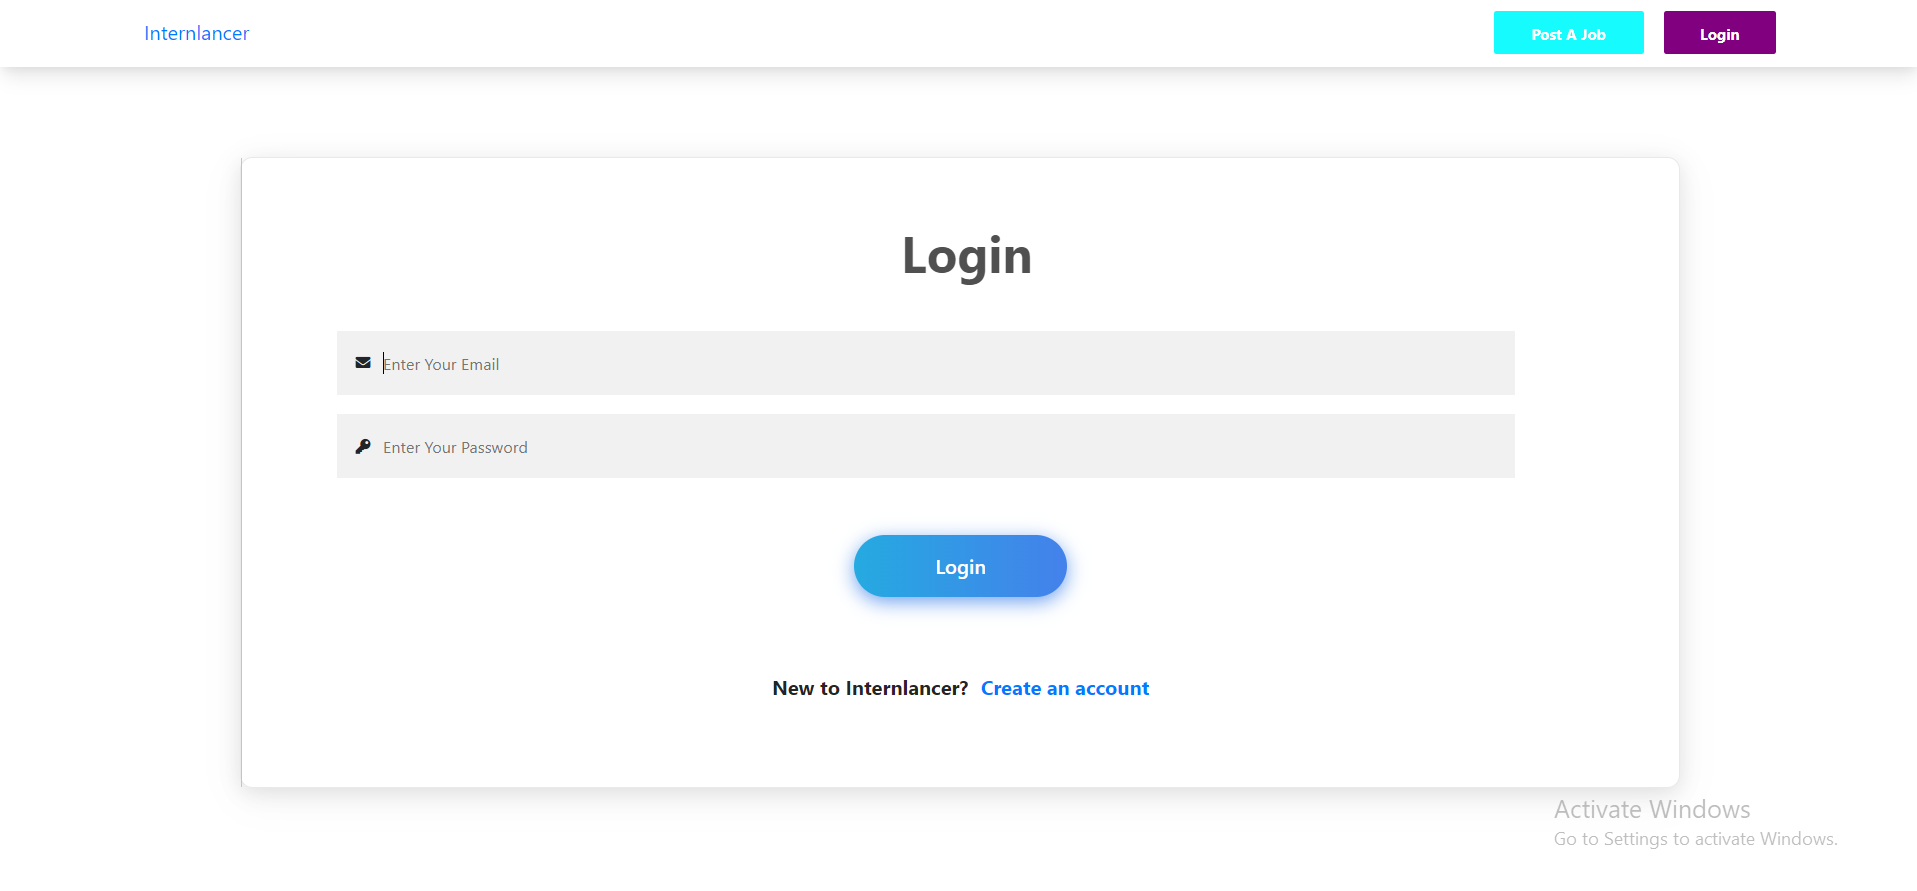 Internlancer
Post A Job
Login
Login
Enter Your Email
Enter Your Password
Login
New to Internlancer? Create an account
Activate Windows
Go to Settings to activate Windows.